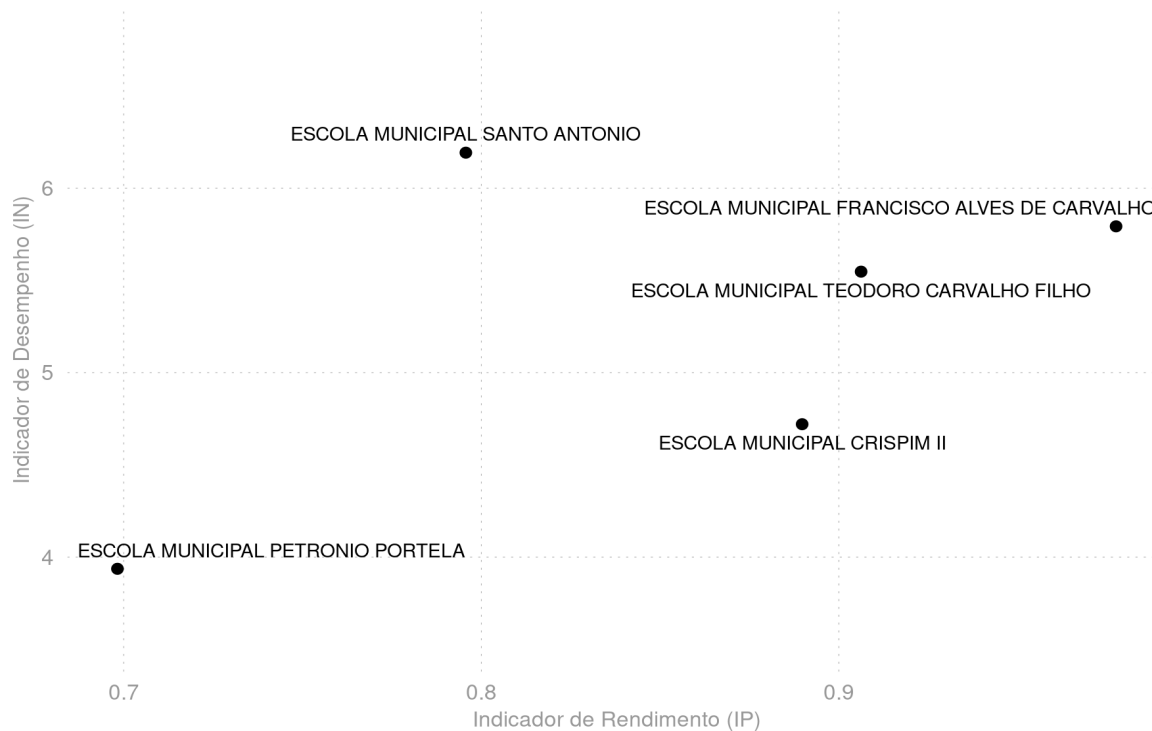 ESCOLA MUNICIPAL SANTO ANTONIO
6
ESCOLA MUNICIPAL FRANCISCO ALVES DE CARVALHO
ESCOLA MUNICIPAL TEODORO CARVALHO FILHO
Indicador de Desempenho (IN)
5
ESCOLA MUNICIPAL CRISPIM II
ESCOLA MUNICIPAL PETRONIO PORTELA
4
0.7 0.8 0.9
Indicador de Rendimento (IP)